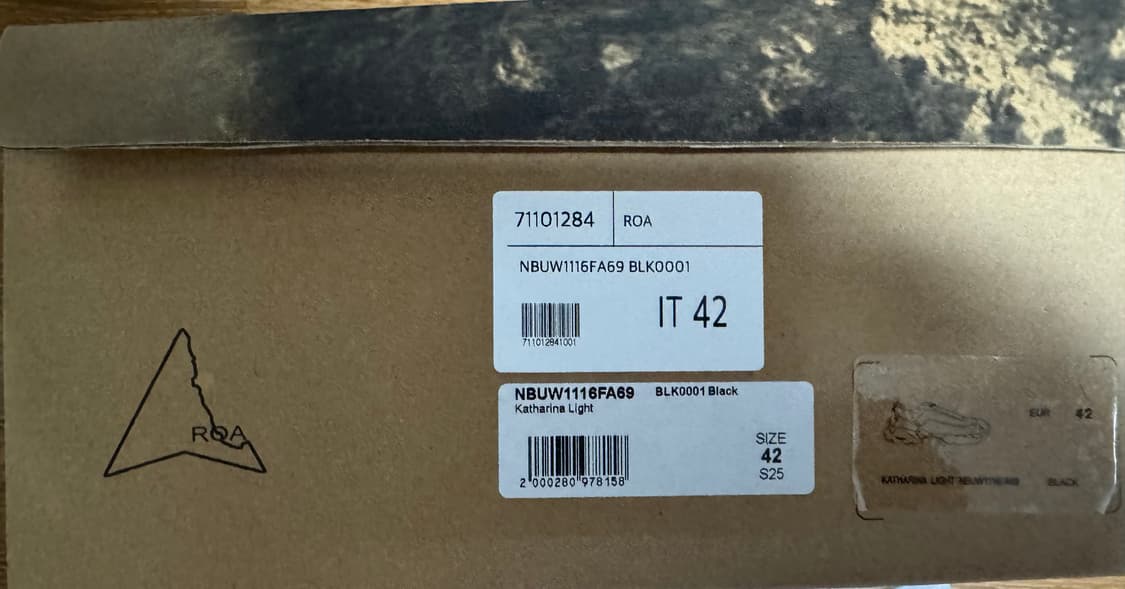 71101284
ROA
NBUW1116FA69 BLK0001
IT 42
711012841001
NBUW1116FA69 BLK0001 Black
Katharina Light
SIZE
42
S25
2 000280 978158
ROA
EUR 42
KATHARINA LIGHT NBUW1116FA69 BLACK